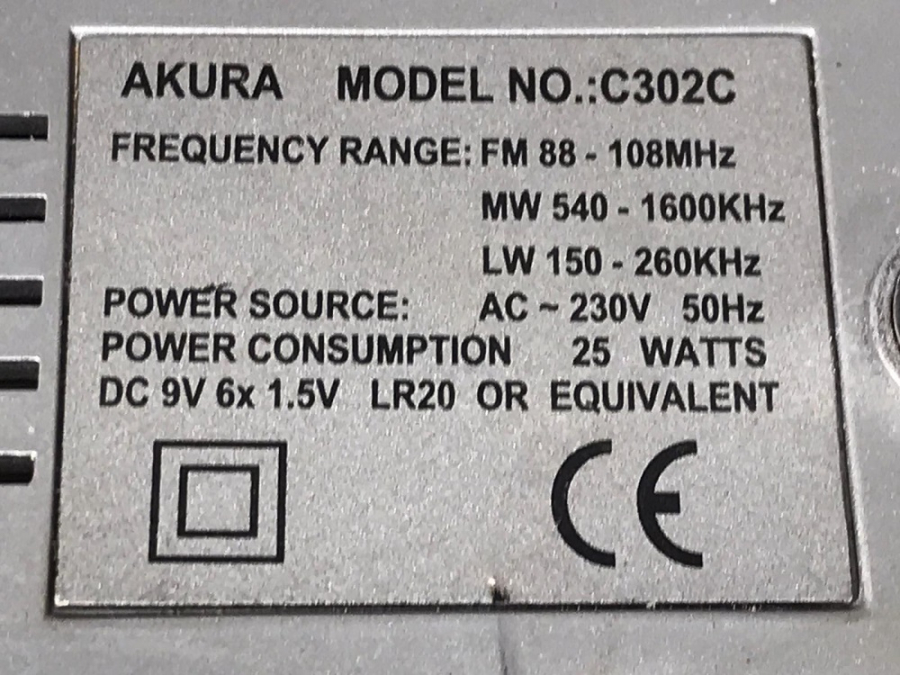 AKURA MODEL NO.:C302C
FREQUENCY RANGE: FM 88 - 108MHz
MW 540 - 1600KHz
LW 150 - 260KHz
POWER SOURCE: AC ~ 230V 50Hz
POWER CONSUMPTION 25 WATTS
DC 9V 6x 1.5V LR20 OR EQUIVALENT
CE